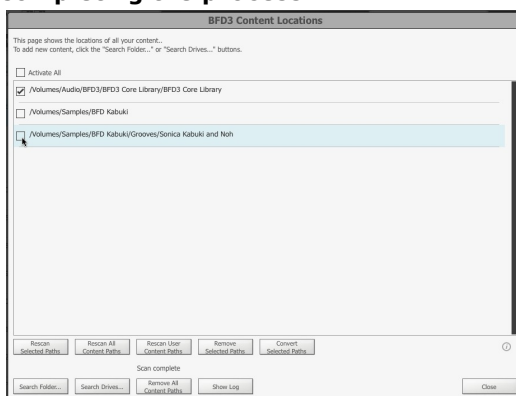 BFD3 Content Locations
This page shows the locations of all your content..
To add new content, click the "Search Folder..." or "Search Drives..." buttons.
Activate All
/Volumes/Audio/BFD3/BFD3 Core Library/BFD3 Core Library
/Volumes/Samples/BFD Kabuki
/Volumes/Samples/BFD Kabuki/Grooves/Sonica Kabuki and Noh
Rescan
Selected Paths
Rescan All
Content Paths
Rescan User
Content Paths
Remove
Selected Paths
Convert
Selected Paths
Scan complete
Search Folder...
Search Drives...
Remove All
Content Paths
Show Log
Close